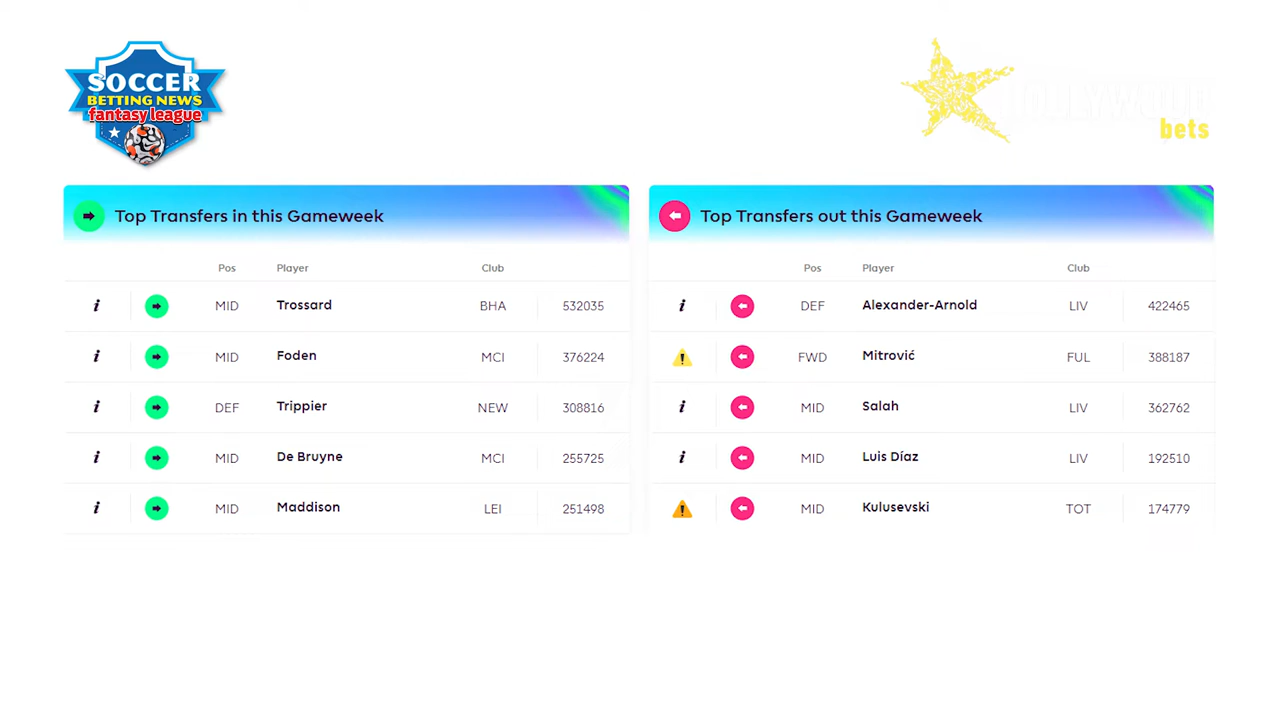 SOCCER
BETTING NEWS
fantasy league
HOLLYWOOD
bets
Top Transfers in this Gameweek
Pos Player Club
i MID Trossard BHA 532035
i MID Foden MCI 376224
i DEF Trippier NEW 308816
i MID De Bruyne MCI 255725
i MID Maddison LEI 251498
Top Transfers out this Gameweek
Pos Player Club
i DEF Alexander-Arnold LIV 422465
! FWD Mitrović FUL 388187
i MID Salah LIV 362762
i MID Luis Díaz LIV 192510
! MID Kulusevski TOT 174779